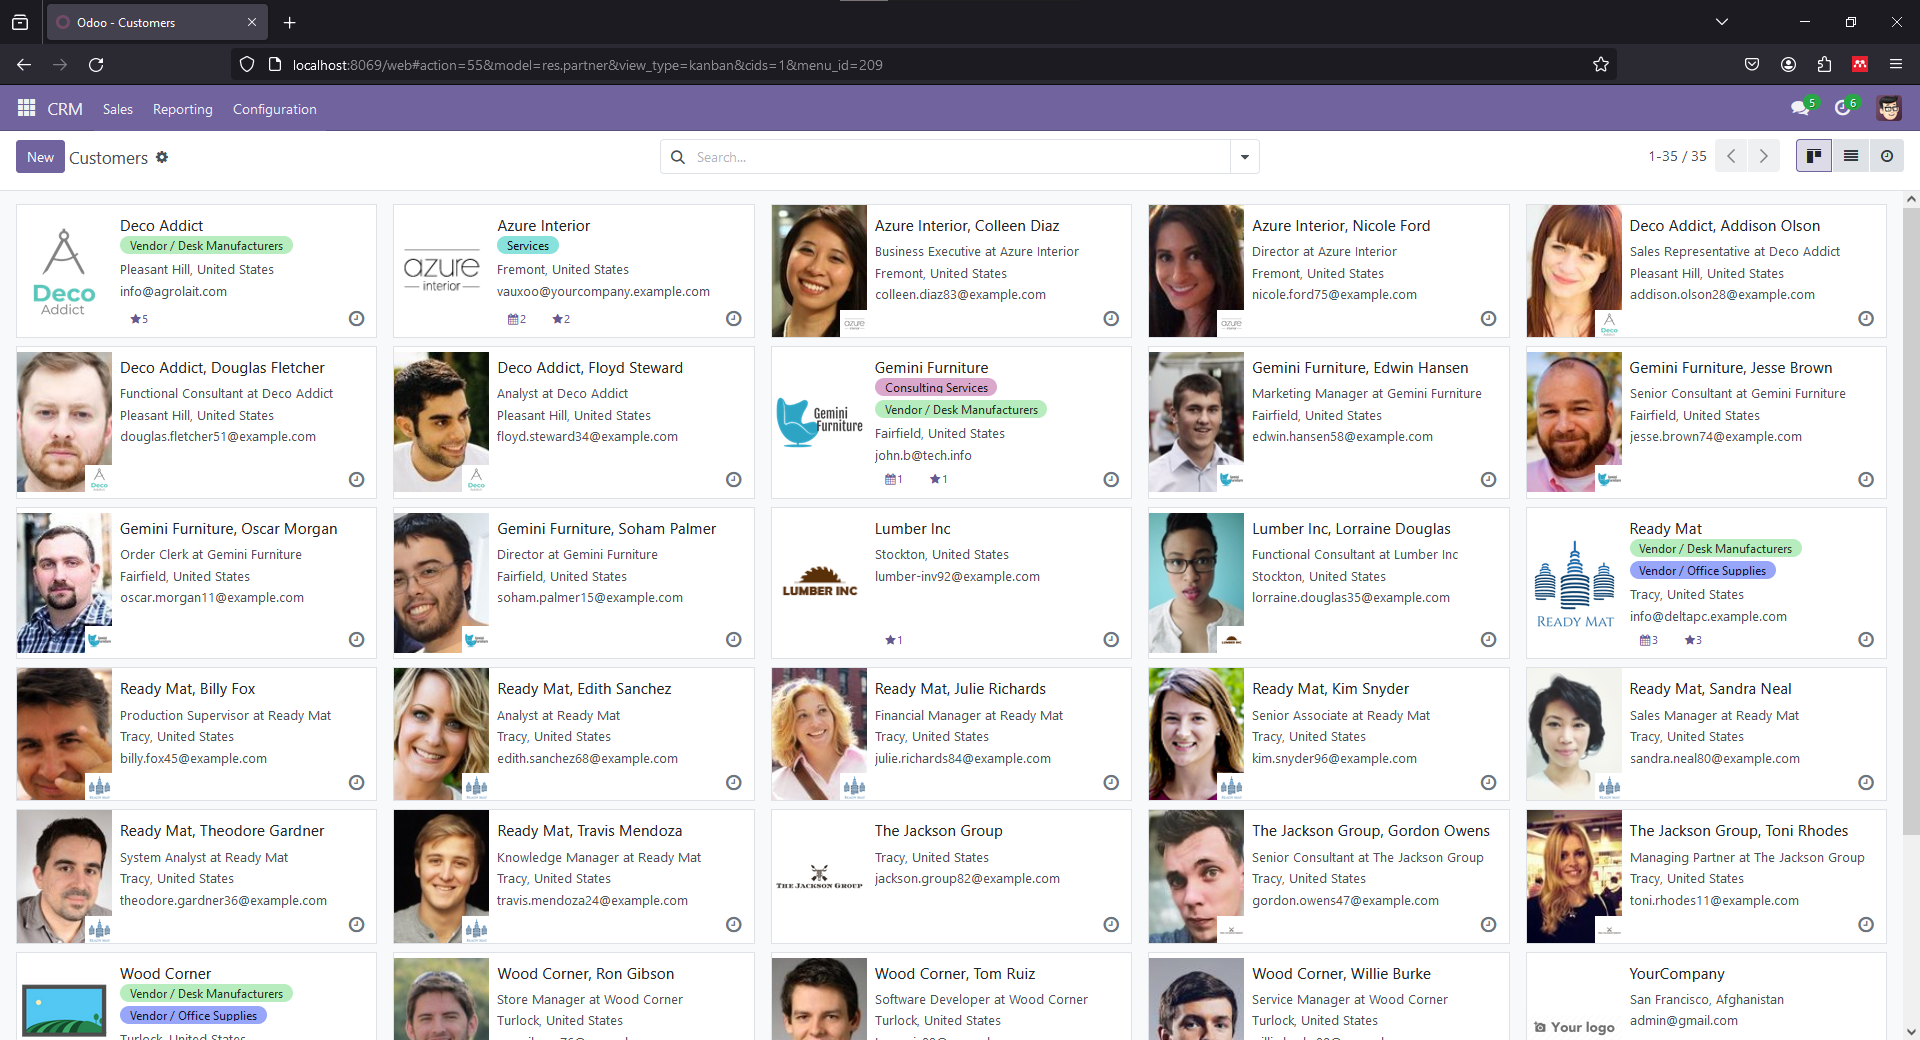 Odoo - Customers
localhost:8069/web#action=55&model=res.partner&view_type=kanban&cids=1&menu_id=209
CRM Sales Reporting Configuration 5 6
New Customers Search... 1-35 / 35
Deco Addict
Vendor / Desk Manufacturers
Pleasant Hill, United States
info@agrolait.com
5
Deco
Addict
Azure Interior
Services
Fremont, United States
vauxoo@yourcompany.example.com
2 2
azure
interior
Azure Interior, Colleen Diaz
Business Executive at Azure Interior
Fremont, United States
colleen.diaz83@example.com
azure
Azure Interior, Nicole Ford
Director at Azure Interior
Fremont, United States
nicole.ford75@example.com
azure
Deco Addict, Addison Olson
Sales Representative at Deco Addict
Pleasant Hill, United States
addison.olson28@example.com
Deco
Deco Addict, Douglas Fletcher
Functional Consultant at Deco Addict
Pleasant Hill, United States
douglas.fletcher51@example.com
Deco
Deco Addict, Floyd Steward
Analyst at Deco Addict
Pleasant Hill, United States
floyd.steward34@example.com
Deco
Gemini Furniture
Consulting Services
Vendor / Desk Manufacturers
Fairfield, United States
john.b@tech.info
1 1
Gemini
Furniture
Gemini Furniture, Edwin Hansen
Marketing Manager at Gemini Furniture
Fairfield, United States
edwin.hansen58@example.com
Gemini Furniture, Jesse Brown
Senior Consultant at Gemini Furniture
Fairfield, United States
jesse.brown74@example.com
Gemini Furniture, Oscar Morgan
Order Clerk at Gemini Furniture
Fairfield, United States
oscar.morgan11@example.com
Gemini Furniture, Soham Palmer
Director at Gemini Furniture
Fairfield, United States
soham.palmer15@example.com
Lumber Inc
Stockton, United States
lumber-inv92@example.com
1
LUMBER INC
Lumber Inc, Lorraine Douglas
Functional Consultant at Lumber Inc
Stockton, United States
lorraine.douglas35@example.com
Ready Mat
Vendor / Desk Manufacturers
Vendor / Office Supplies
Tracy, United States
info@deltapc.example.com
3 3
READY MAT
Ready Mat, Billy Fox
Production Supervisor at Ready Mat
Tracy, United States
billy.fox45@example.com
Ready Mat, Edith Sanchez
Analyst at Ready Mat
Tracy, United States
edith.sanchez68@example.com
Ready Mat, Julie Richards
Financial Manager at Ready Mat
Tracy, United States
julie.richards84@example.com
Ready Mat, Kim Snyder
Senior Associate at Ready Mat
Tracy, United States
kim.snyder96@example.com
Ready Mat, Sandra Neal
Sales Manager at Ready Mat
Tracy, United States
sandra.neal80@example.com
Ready Mat, Theodore Gardner
System Analyst at Ready Mat
Tracy, United States
theodore.gardner36@example.com
Ready Mat, Travis Mendoza
Knowledge Manager at Ready Mat
Tracy, United States
travis.mendoza24@example.com
The Jackson Group
Tracy, United States
jackson.group82@example.com
THE JACKSON GROUP
The Jackson Group, Gordon Owens
Senior Consultant at The Jackson Group
Tracy, United States
gordon.owens47@example.com
The Jackson Group, Toni Rhodes
Managing Partner at The Jackson Group
Tracy, United States
toni.rhodes11@example.com
Wood Corner
Vendor / Desk Manufacturers
Vendor / Office Supplies
Turlock, United States
Wood Corner, Ron Gibson
Store Manager at Wood Corner
Turlock, United States
Wood Corner, Tom Ruiz
Software Developer at Wood Corner
Turlock, United States
Wood Corner, Willie Burke
Service Manager at Wood Corner
Turlock, United States
YourCompany
San Francisco, Afghanistan
admin@gmail.com
Your logo